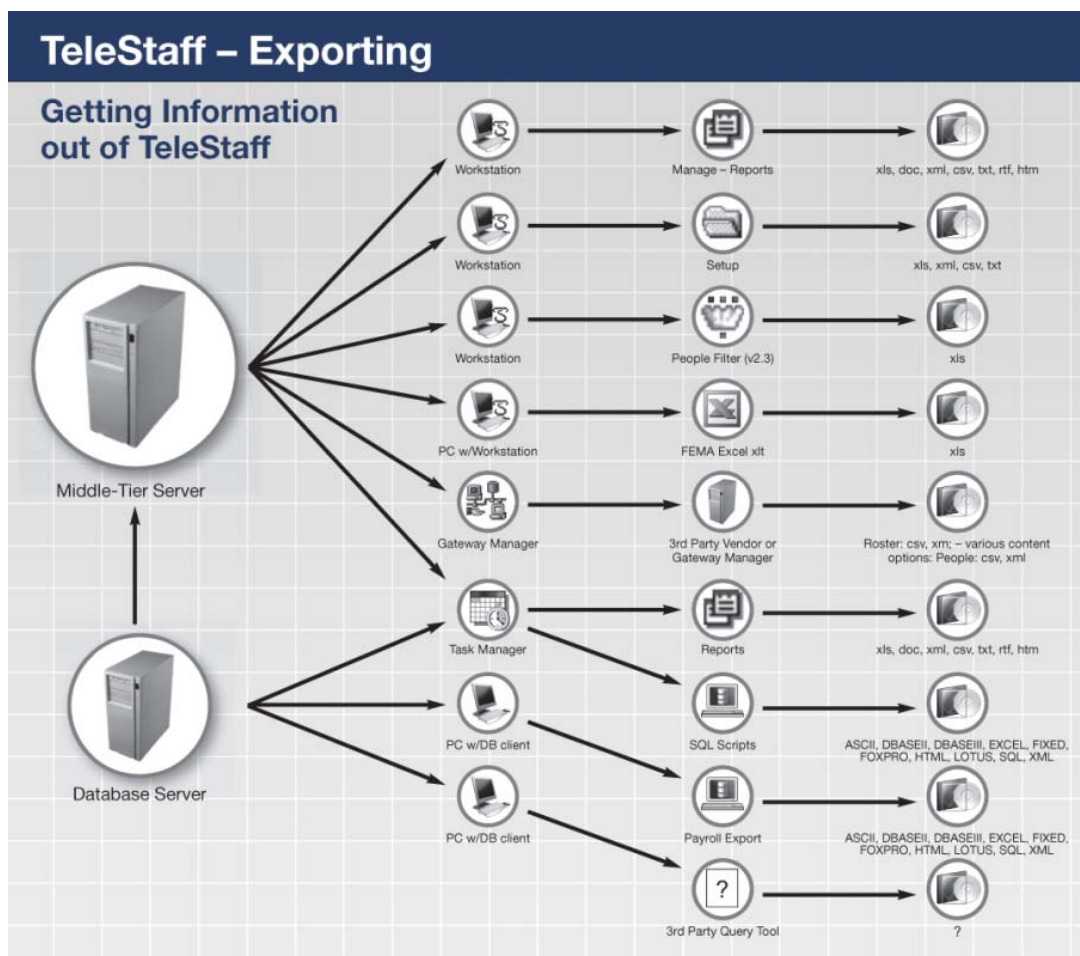 TeleStaff – Exporting
Getting Information
out of TeleStaff
Workstation
Manage – Reports
xls, doc, xml, csv, txt, rtf, htm
Workstation
Setup
xls, xml, csv, txt
Workstation
People Filter (v2.3)
xls
PC w/Workstation
FEMA Excel xlt
xls
Middle-Tier Server
Gateway Manager
3rd Party Vendor or
Gateway Manager
Roster: csv, xm; – various content
options: People: csv, xml
Task Manager
Reports
xls, doc, xml, csv, txt, rtf, htm
PC w/DB client
SQL Scripts
ASCII, DBASEII, DBASEIII, EXCEL, FIXED,
FOXPRO, HTML, LOTUS, SQL, XML
Database Server
PC w/DB client
Payroll Export
ASCII, DBASEII, DBASEIII, EXCEL, FIXED,
FOXPRO, HTML, LOTUS, SQL, XML
?
3rd Party Query Tool
?